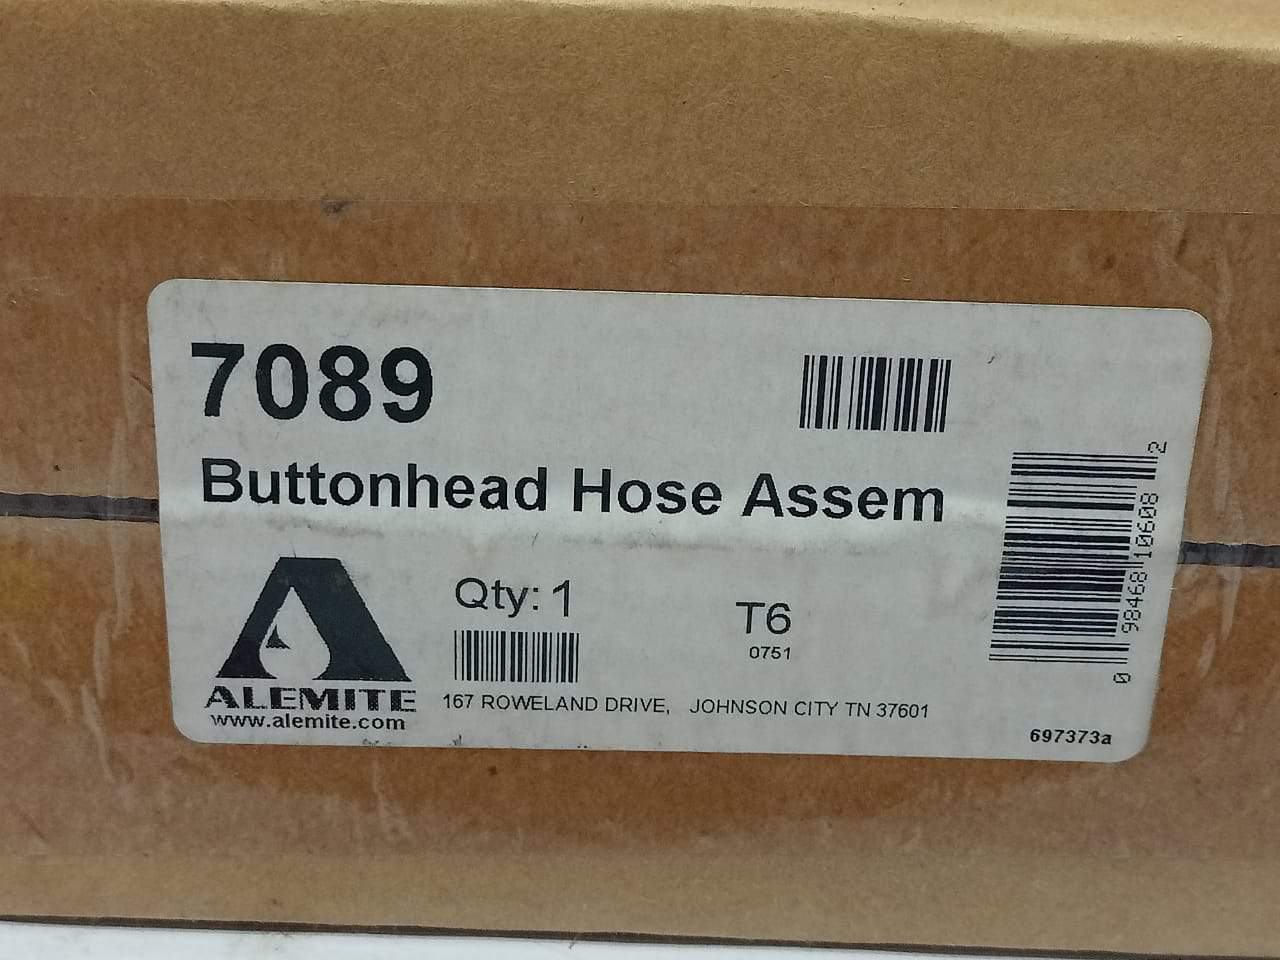 7089
Buttonhead Hose Assem
Qty: 1
T6
0751
ALEMITE
www.alemite.com
167 ROWELAND DRIVE, JOHNSON CITY TN 37601
697373a
0 98468 10608 2